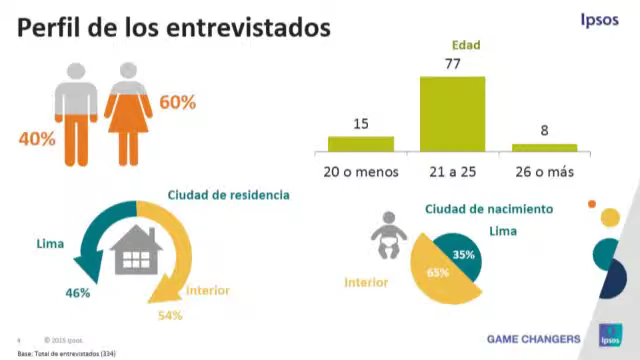 Perfil de los entrevistados
Ipsos
40%
60%
Edad
15
77
8
20 o menos
21 a 25
26 o más
Ciudad de residencia
Lima
46%
Interior
54%
Ciudad de nacimiento
Lima
35%
65%
Interior
4 © 2015 Ipsos.
GAME CHANGERS
Ipsos
Base: Total de entrevistados (334)